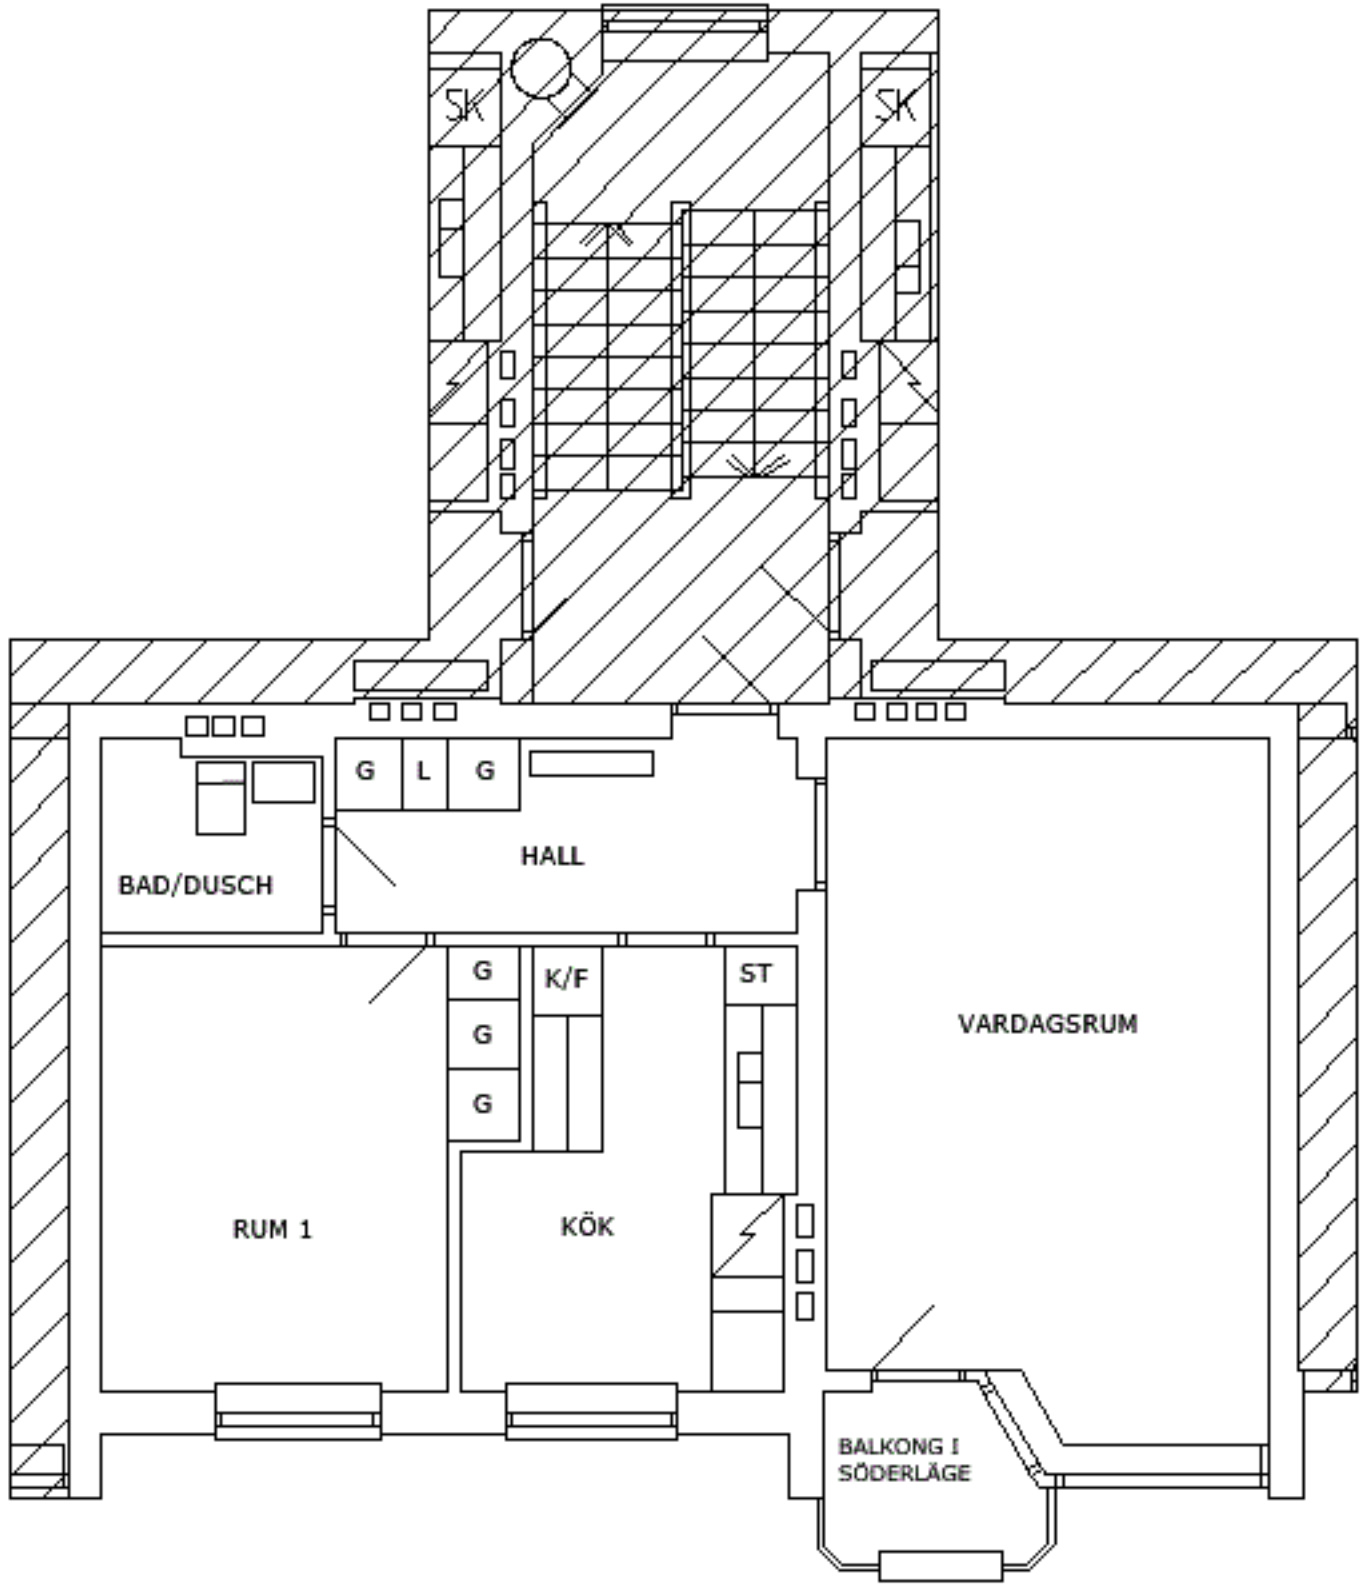 SK
SK
G L G
HALL
BAD/DUSCH
G
K/F
ST
G
VARDAGSRUM
G
RUM 1
KÖK
BALKONG I
SÖDERLÄGE